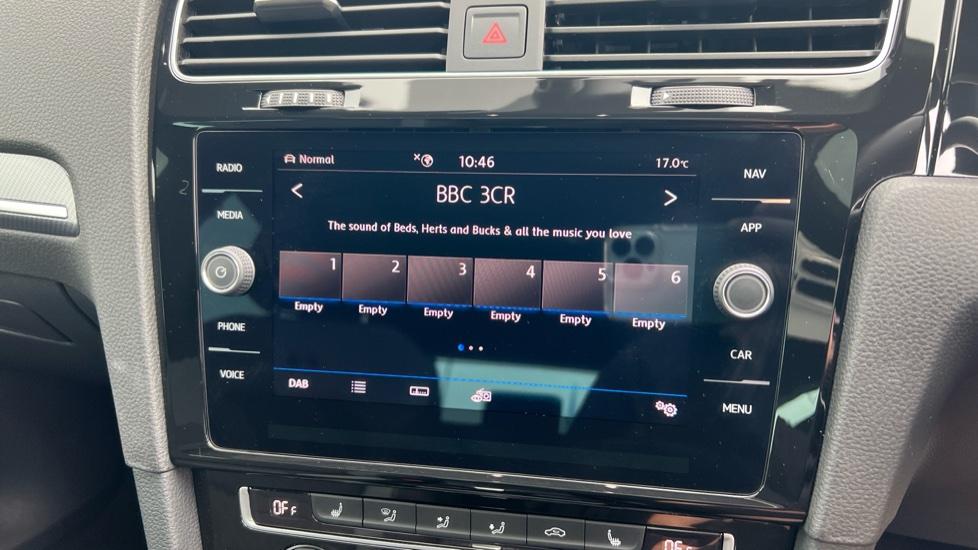 RADIO
MEDIA
PHONE
VOICE
Normal 10:46 17.0°C
< BBC 3CR >
The sound of Beds, Herts and Bucks & all the music you love
1 2 3 4 5 6
Empty Empty Empty Empty Empty Empty
DAB
NAV
APP
CAR
MENU
OFF OFF